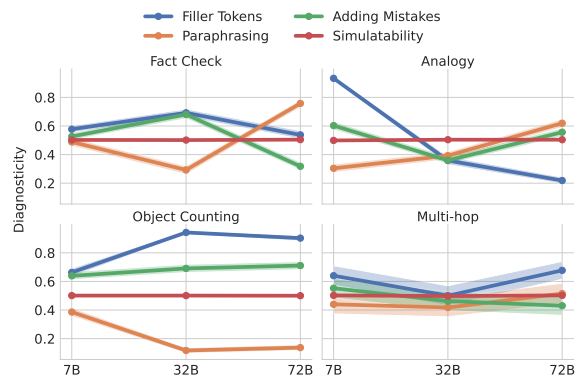 Filler Tokens
Adding Mistakes
Paraphrasing
Simulatability
Fact Check
Analogy
0.8
0.6
0.4
0.2
Diagnosticity
Object Counting
Multi-hop
0.8
0.6
0.4
0.2
7B
32B
72B
7B
32B
72B